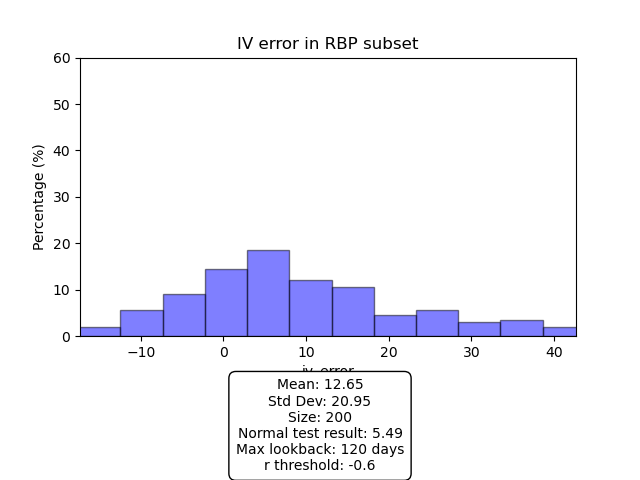 IV error in RBP subset
60
50
40
30
20
10
0
Percentage (%)
−10
0
10
20
30
40
iv_error
Mean: 12.65
Std Dev: 20.95
Size: 200
Normal test result: 5.49
Max lookback: 120 days
r threshold: -0.6